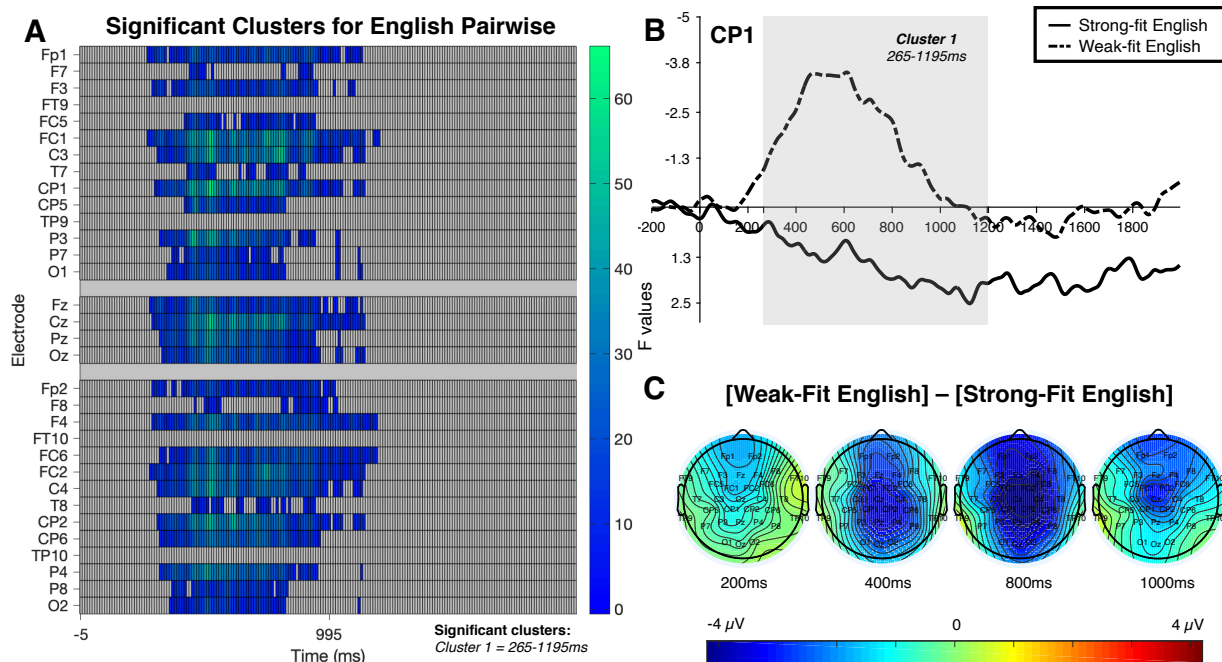 A
Significant Clusters for English Pairwise
Fp1
F7
F3
FT9
FC5
FC1
C3
T7
CP1
CP5
TP9
P3
P7
O1
Fz
Cz
Pz
Oz
Fp2
F8
F4
FT10
FC6
FC2
C4
T8
CP2
CP6
TP10
P4
P8
O2
Electrode
-5
995
Time (ms)
Significant clusters:
Cluster 1 = 265-1195ms
60
50
40
30
20
10
0
F values
B
CP1
Cluster 1
265-1195ms
Strong-fit English
Weak-fit English
-5
-3.8
-2.5
-1.3
1.3
2.5
-200
0
200
400
600
800
1000
1200
1400
1600
1800
C
[Weak-Fit English] – [Strong-Fit English]
200ms
400ms
800ms
1000ms
-4 µV
0
4 µV